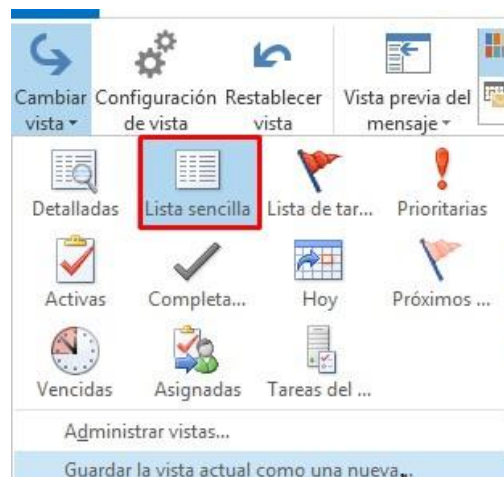 Cambiar Configuración Restablecer Vista previa del
vista de vista vista mensaje
Detalladas Lista sencilla Lista de tar... Prioritarias
Activas Completa... Hoy Próximos ...
Vencidas Asignadas Tareas del ...
Administrar vistas...
Guardar la vista actual como una nueva...